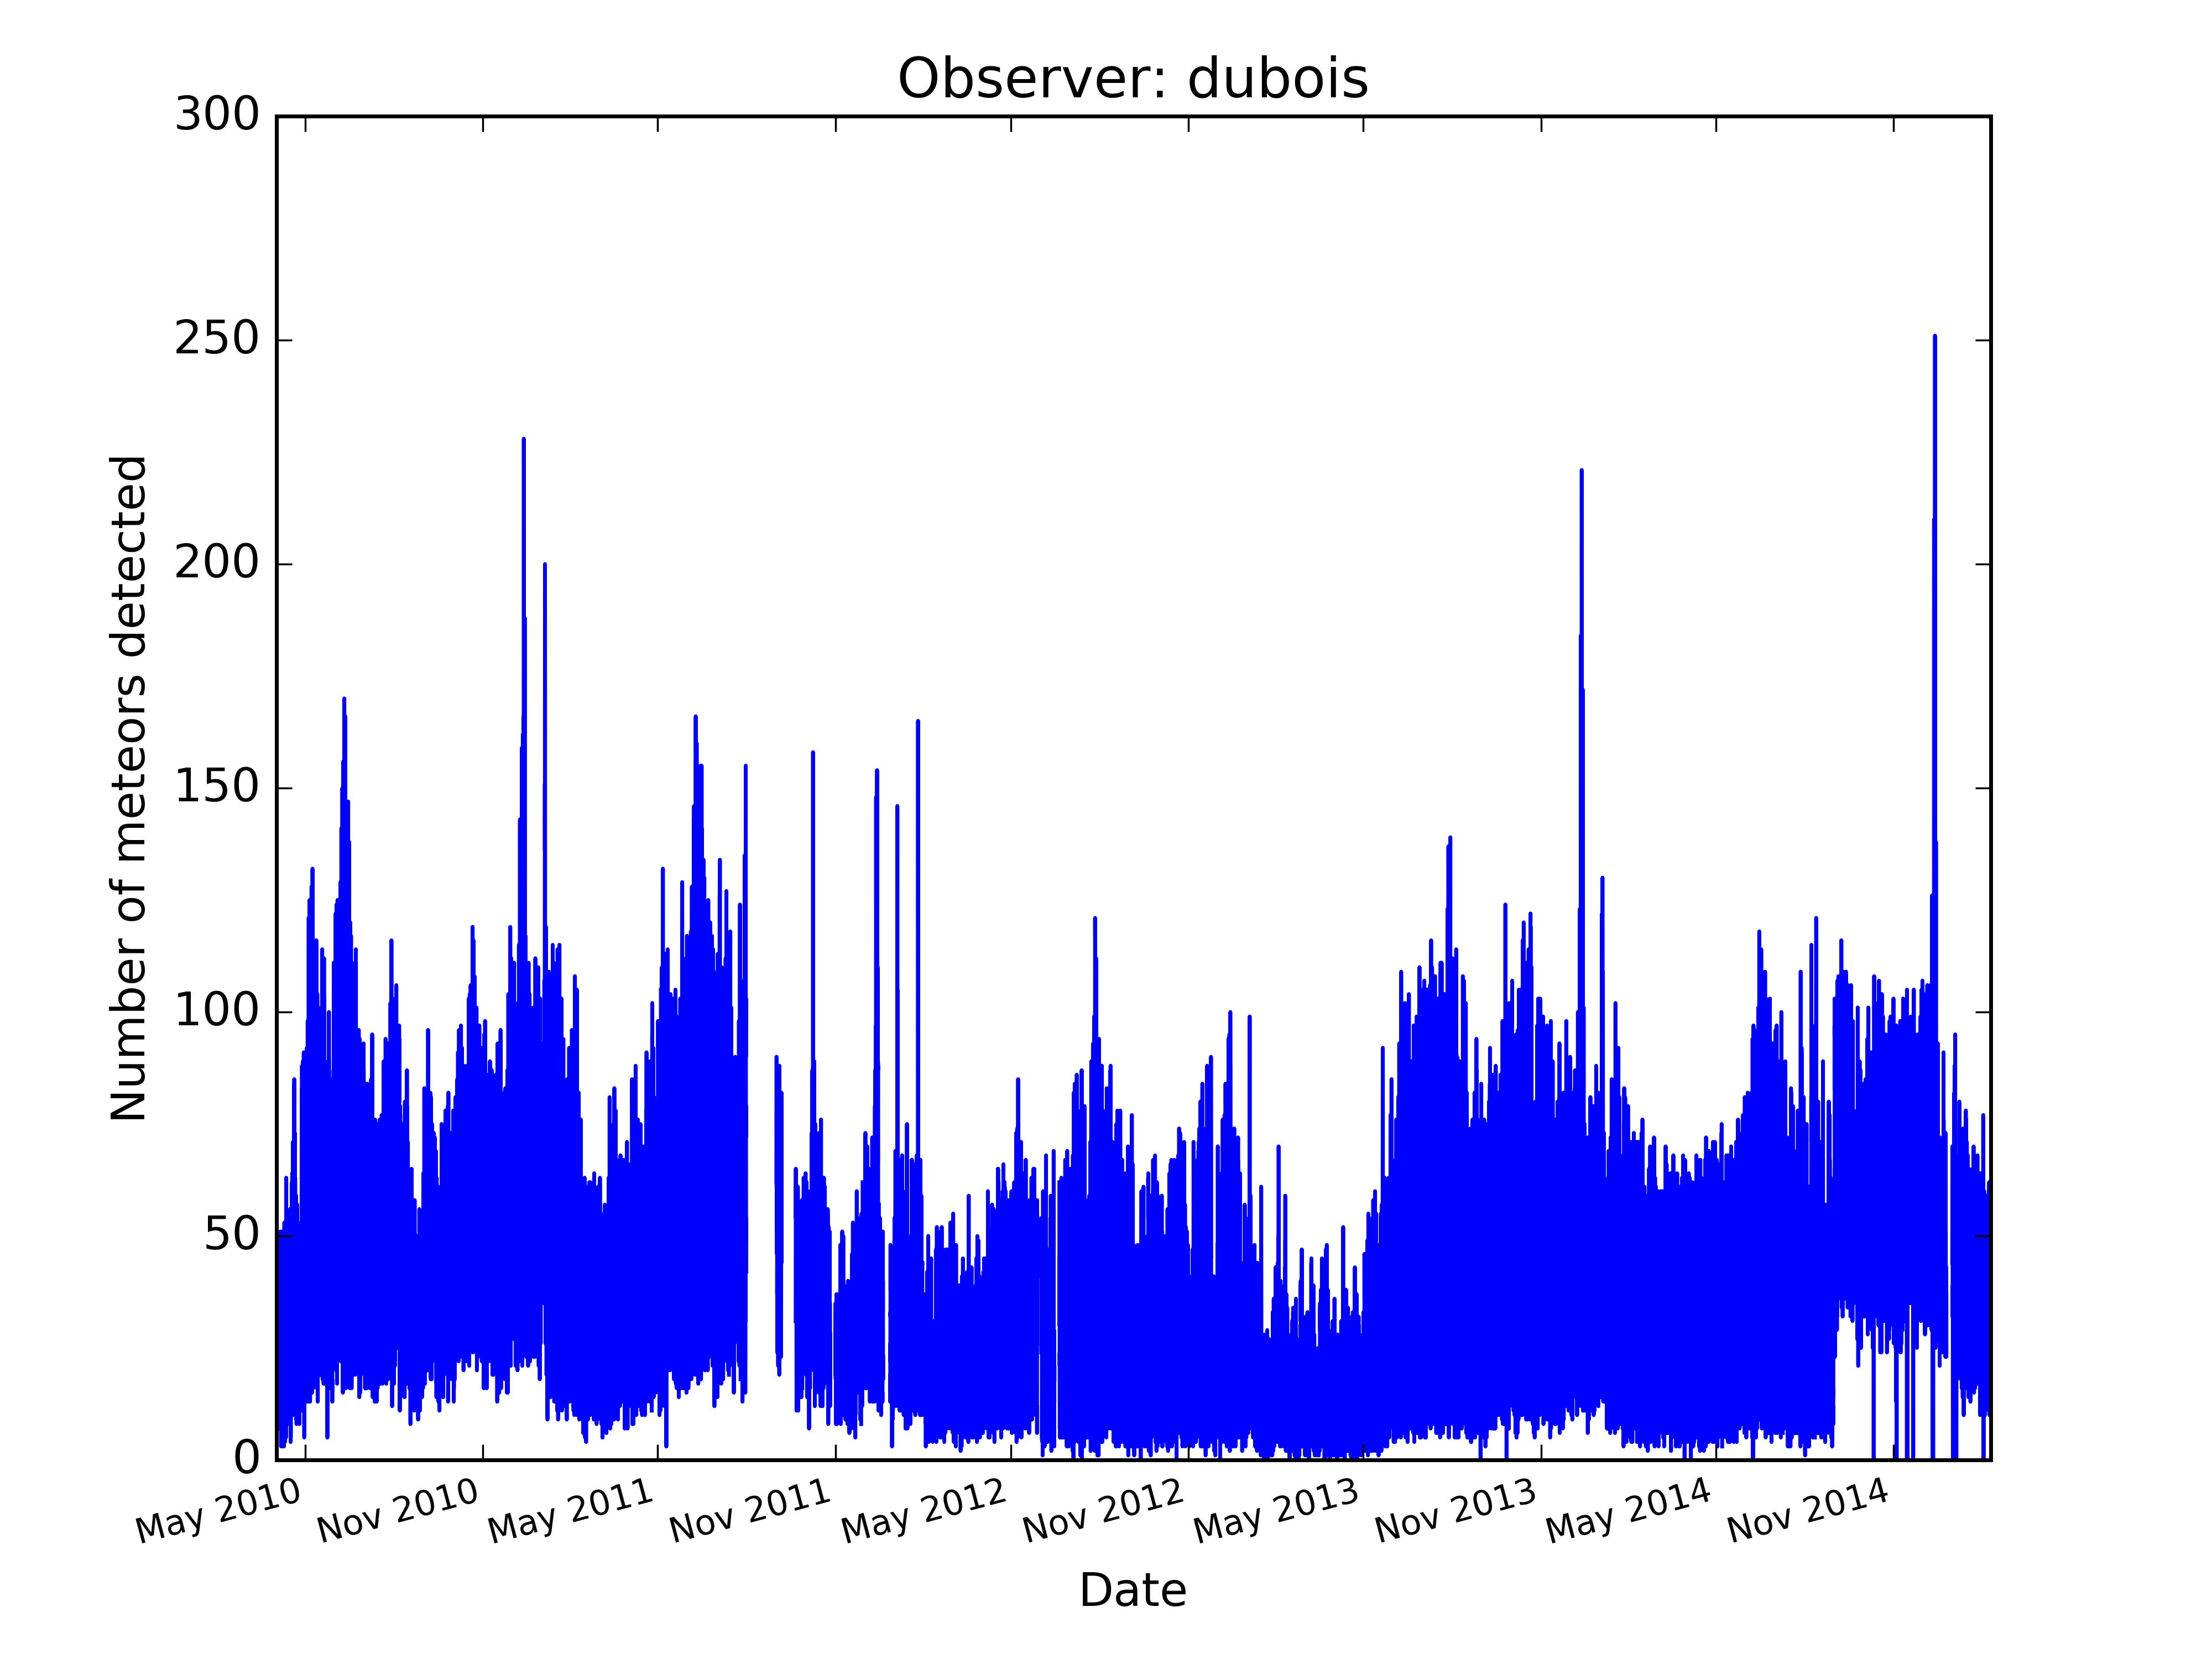 Observer: dubois
300
250
200
150
100
50
0
Number of meteors detected
May 2010
Nov 2010
May 2011
Nov 2011
May 2012
Nov 2012
May 2013
Nov 2013
May 2014
Nov 2014
Date